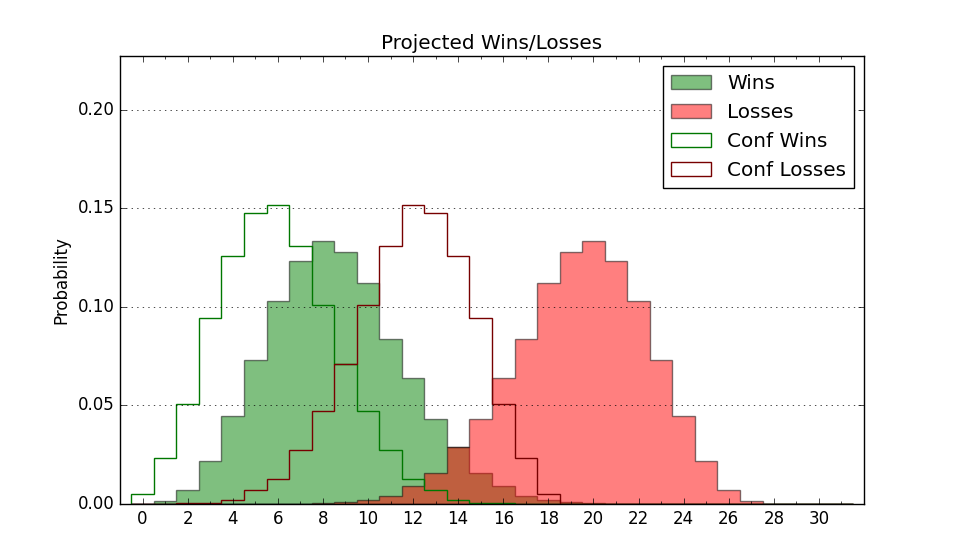 Projected Wins/Losses
Wins
Losses
Conf Wins
Conf Losses
Probability
0.20
0.15
0.10
0.05
0.00
0 2 4 6 8 10 12 14 16 18 20 22 24 26 28 30